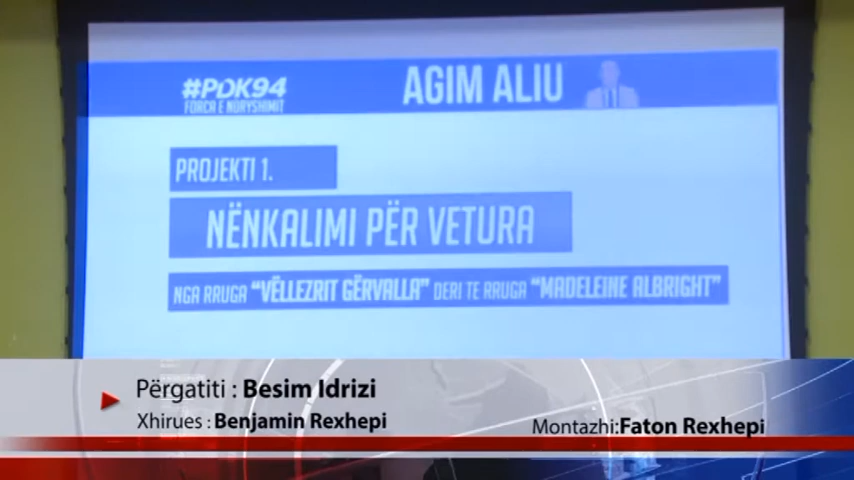 #PDK94
FORCA E NDRYSHIMIT
AGIM ALIU
PROJEKTI 1.
NËNKALIMI PËR VETURA
NGA RRUGA “VËLLEZRIT GËRVALLA” DERI TE RRUGA “MADELEINE ALBRIGHT”
Përgatiti : Besim Idrizi
Xhirues : Benjamin Rexhepi
Montazhi:Faton Rexhepi